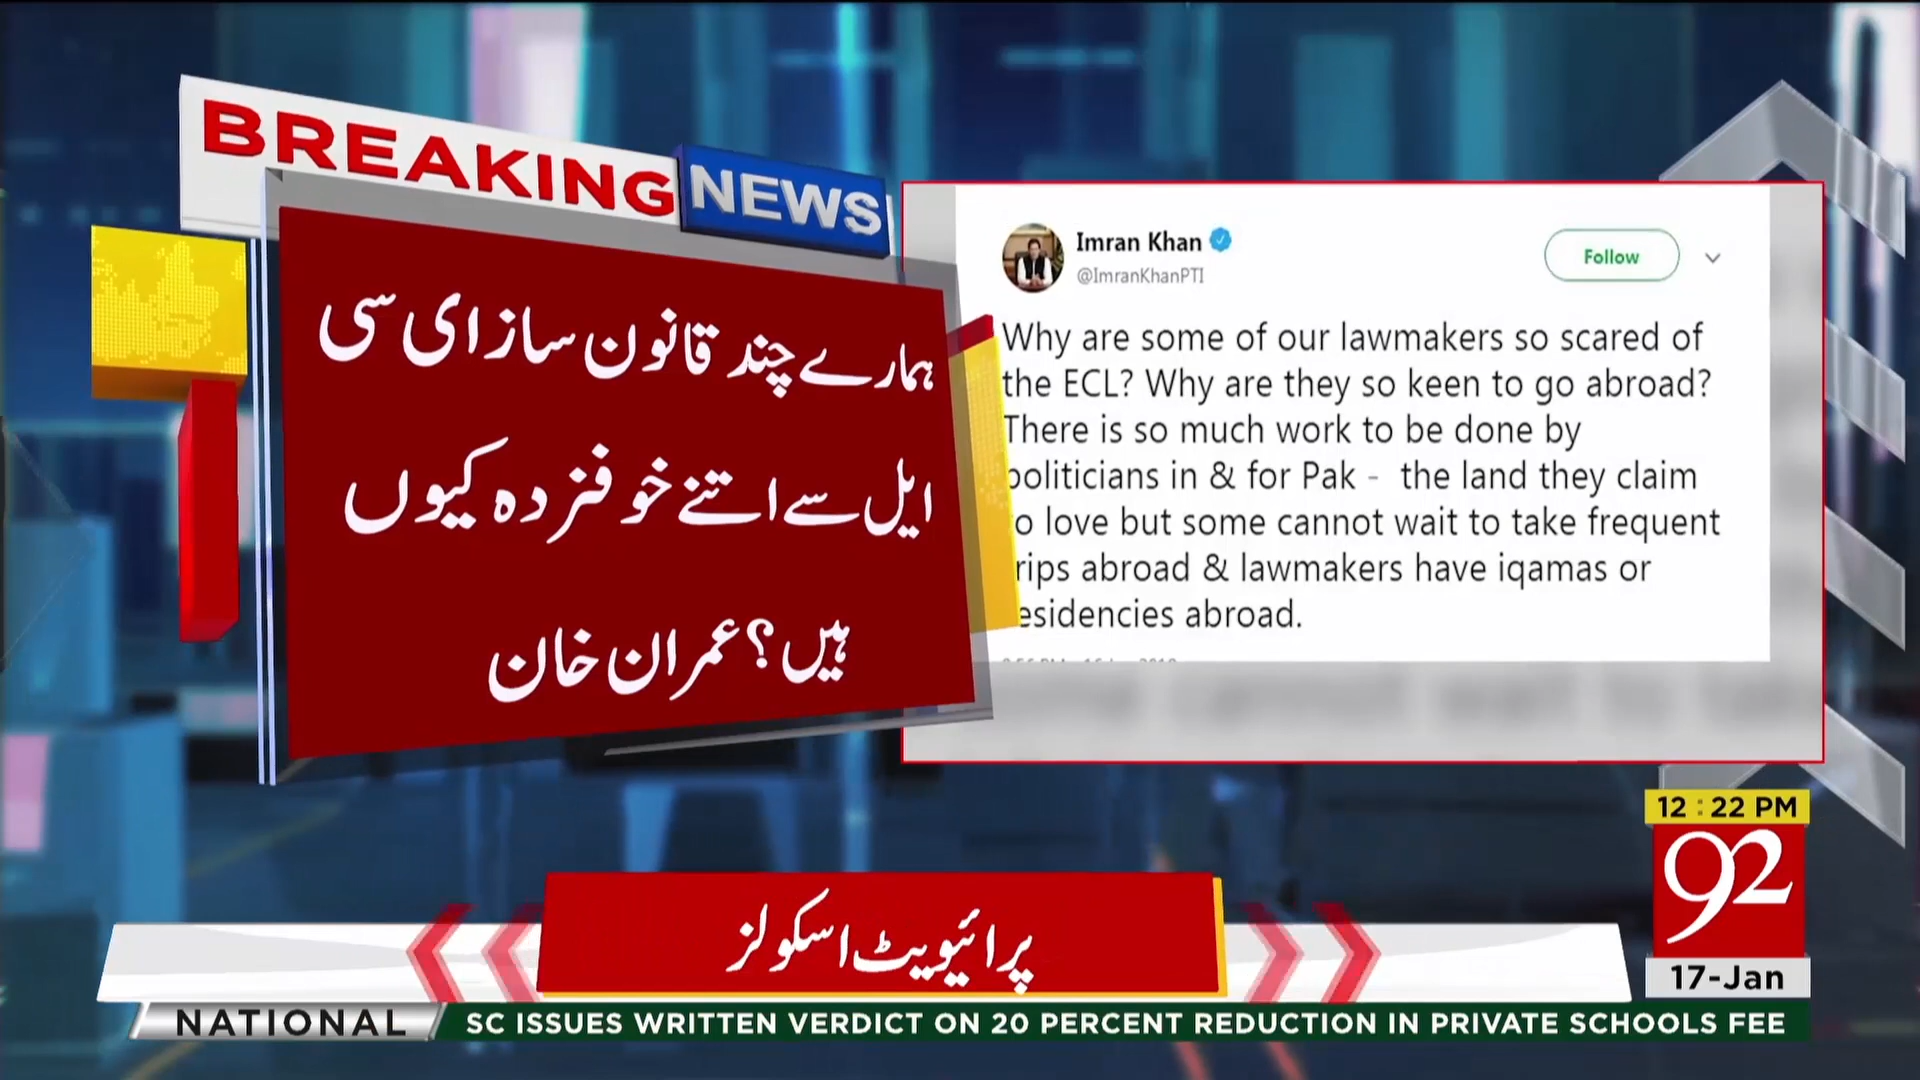 BREAKING NEWS
ہمارے چند قانون ساز ای سی
ایل سے اتنے خوفزدہ کیوں
ہیں؟ عمران خان
Imran Khan
@ImranKhanPTI
Follow
Why are some of our lawmakers so scared of
the ECL? Why are they so keen to go abroad?
There is so much work to be done by
politicians in & for Pak - the land they claim
to love but some cannot wait to take frequent
trips abroad & lawmakers have iqamas or
residencies abroad.
12:22 PM
92
17-Jan
پرائیویٹ اسکولز
NATIONAL
SC ISSUES WRITTEN VERDICT ON 20 PERCENT REDUCTION IN PRIVATE SCHOOLS FEE